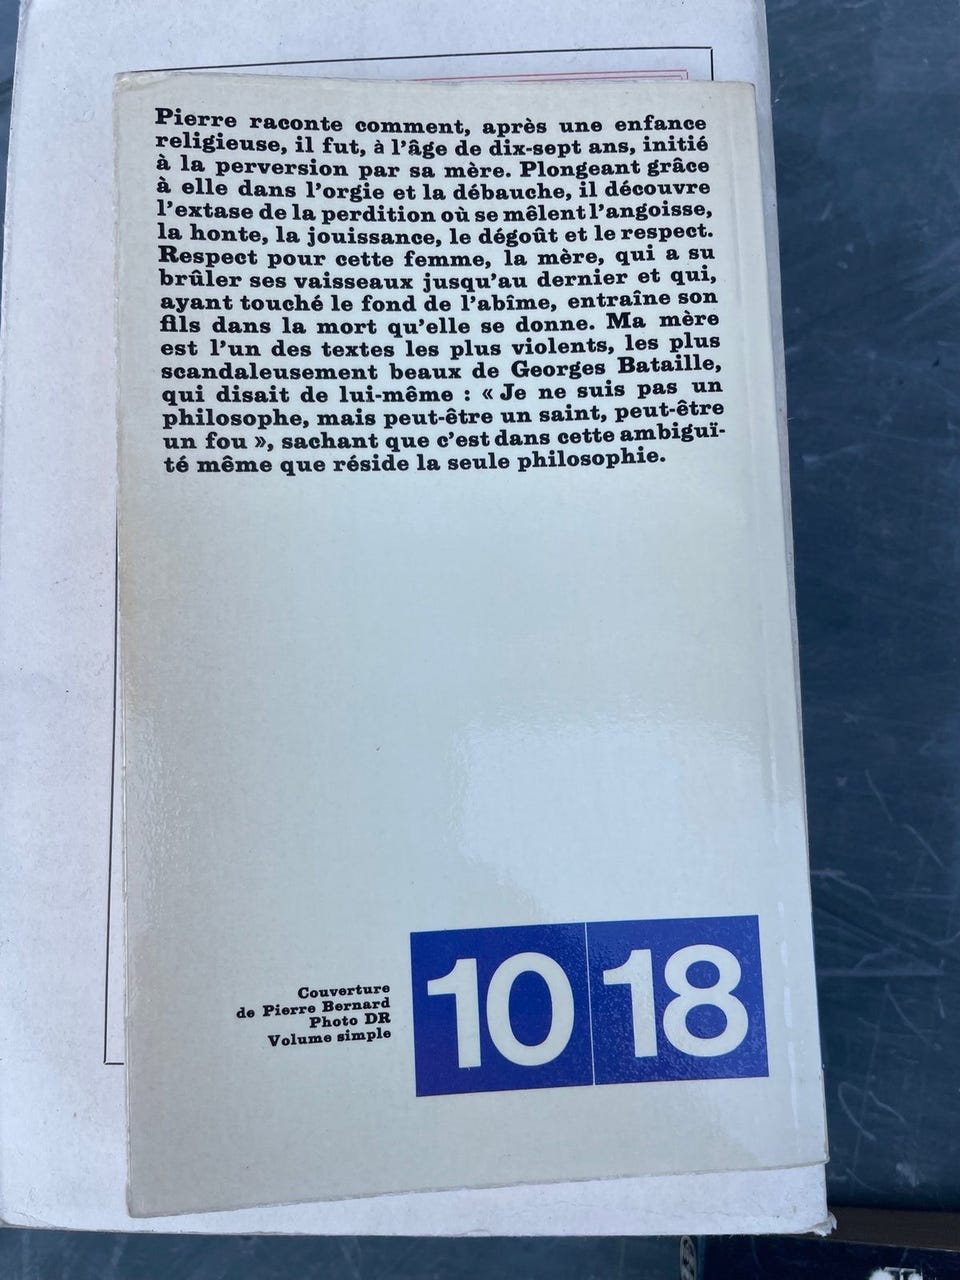 Pierre raconte comment, après une enfance
religieuse, il fut, à l'âge de dix-sept ans, initié
à la perversion par sa mère. Plongeant grâce
à elle dans l'orgie et la débauche, il découvre
l'extase de la perdition où se mêlent l'angoisse,
la honte, la jouissance, le dégoût et le respect.
Respect pour cette femme, la mère, qui a su
brûler ses vaisseaux jusqu'au dernier et qui,
ayant touché le fond de l'abîme, entraîne son
fils dans la mort qu'elle se donne. Ma mère
est l'un des textes les plus violents, les plus
scandaleusement beaux de Georges Bataille,
qui disait de lui-même : « Je ne suis pas un
philosophe, mais peut-être un saint, peut-être
un fou », sachant que c'est dans cette ambiguï-
té même que réside la seule philosophie.
Couverture
de Pierre Bernard
Photo DR
Volume simple
10 18